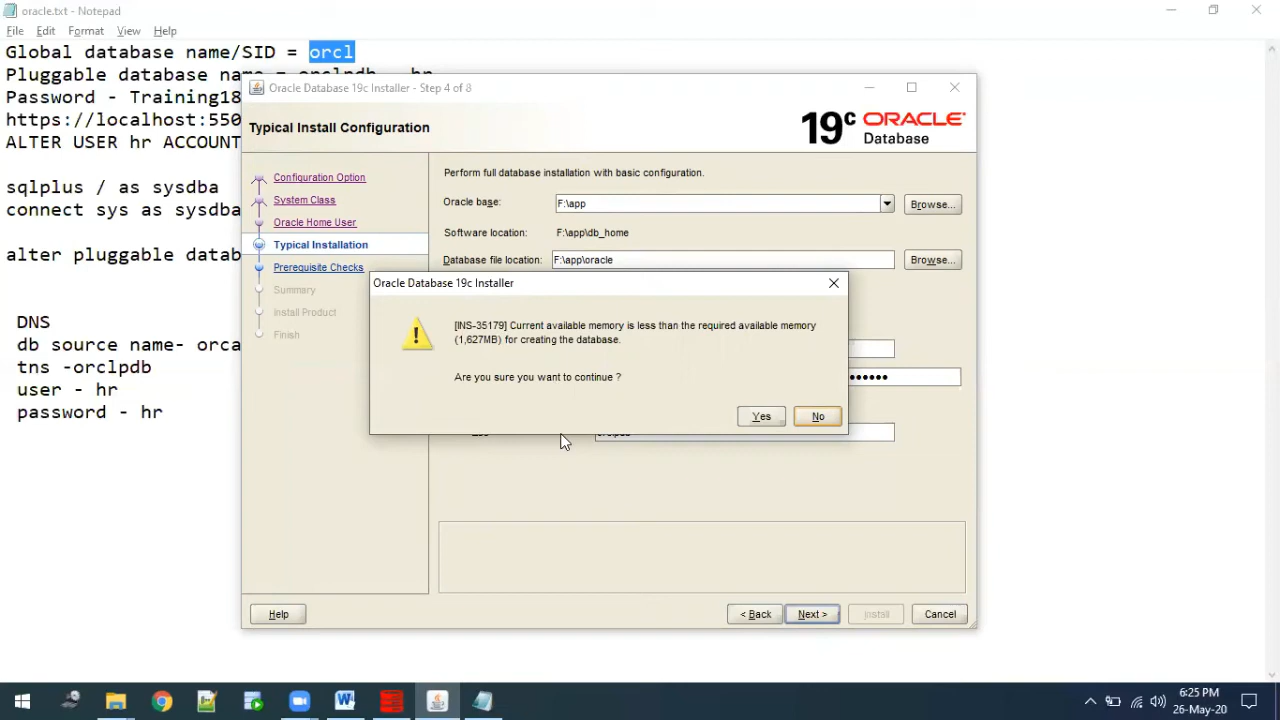 oracle.txt - Notepad
File Edit Format View Help
Global database name/SID = orcl
Pluggable database name = orclpdb - hr
Password - Training18
https://localhost:550
ALTER USER hr ACCOUNT
sqlplus / as sysdba
connect sys as sysdba
alter pluggable datab
DNS
db source name- orca
tns -orclpdb
user - hr
password - hr
Oracle Database 19c Installer - Step 4 of 8
Typical Install Configuration
19c ORACLE
Database
Configuration Option
System Class
Oracle Home User
Typical Installation
Prerequisite Checks
Summary
Install Product
Finish
Perform full database installation with basic configuration.
Oracle base: F:\app Browse...
Software location: F:\app\db_home
Database file location: F:\app\oracle Browse...
Oracle Database 19c Installer
[INS-35179] Current available memory is less than the required available memory
(1,627MB) for creating the database.
Are you sure you want to continue ?
Yes No
Help < Back Next > Install Cancel
6:25 PM
26-May-20